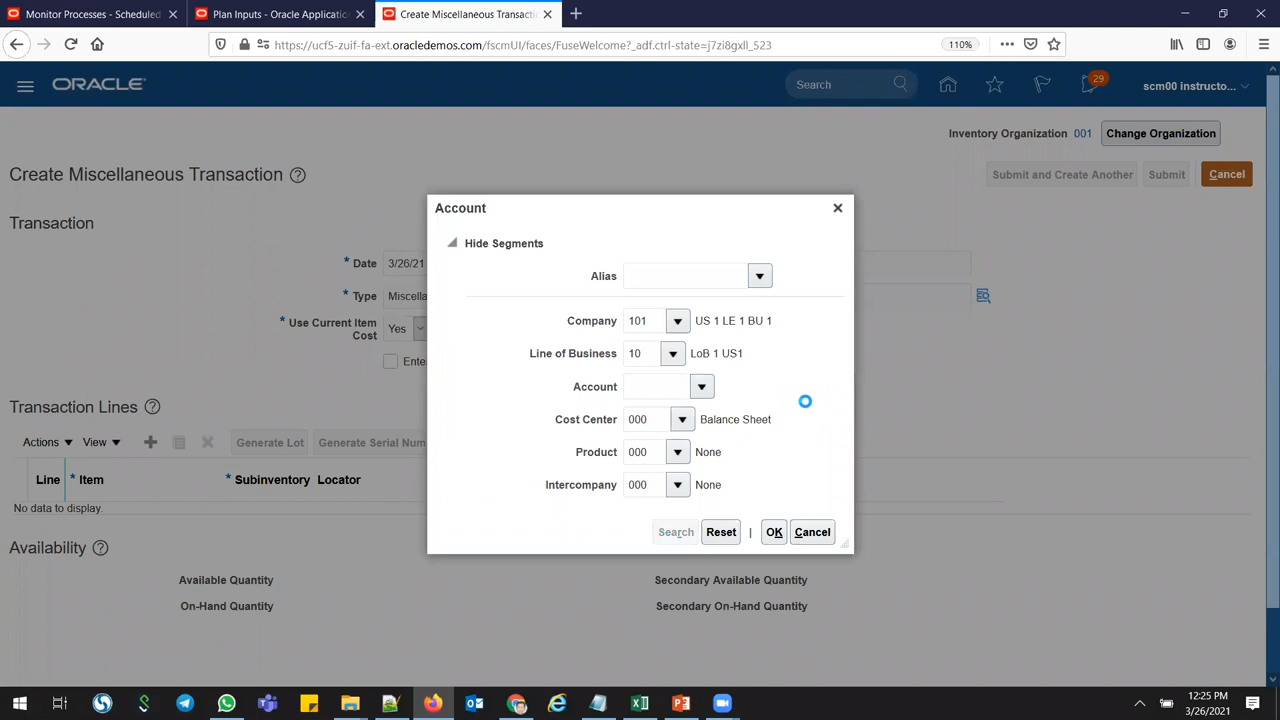 Monitor Processes - Scheduled
Plan Inputs - Oracle Application
Create Miscellaneous Transactio
https://ucf5-zuif-fa-ext.oracledemos.com/fscmUI/faces/FuseWelcome?_adf.ctrl-state=j7zi8gxll_523
110%
ORACLE
Search
29
scm00 instructo...
Inventory Organization 001 Change Organization
Create Miscellaneous Transaction
Submit and Create Another Submit Cancel
Transaction
* Date 3/26/21
* Type Miscella
* Use Current Item Cost Yes
Ente
Transaction Lines
Actions View Generate Lot Generate Serial Num
Line * Item * Subinventory Locator
No data to display.
Availability
Available Quantity Secondary Available Quantity
On-Hand Quantity Secondary On-Hand Quantity
Account
Hide Segments
Alias
Company 101 US 1 LE 1 BU 1
Line of Business 10 LoB 1 US1
Account
Cost Center 000 Balance Sheet
Product 000 None
Intercompany 000 None
Search Reset | OK Cancel
12:25 PM
3/26/2021